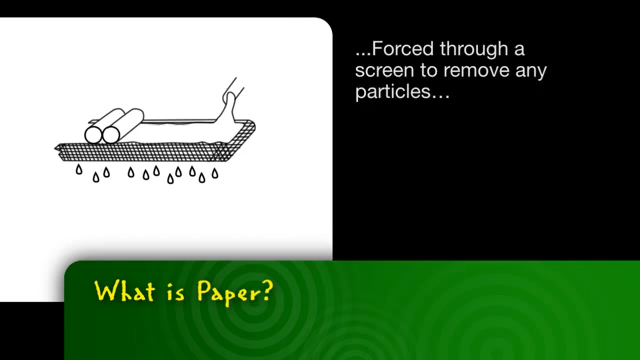 ...Forced through a
screen to remove any
particles...
What is Paper?